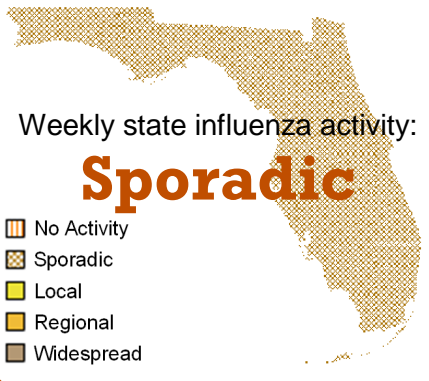 Weekly state influenza activity:
Sporadic
No Activity
Sporadic
Local
Regional
Widespread